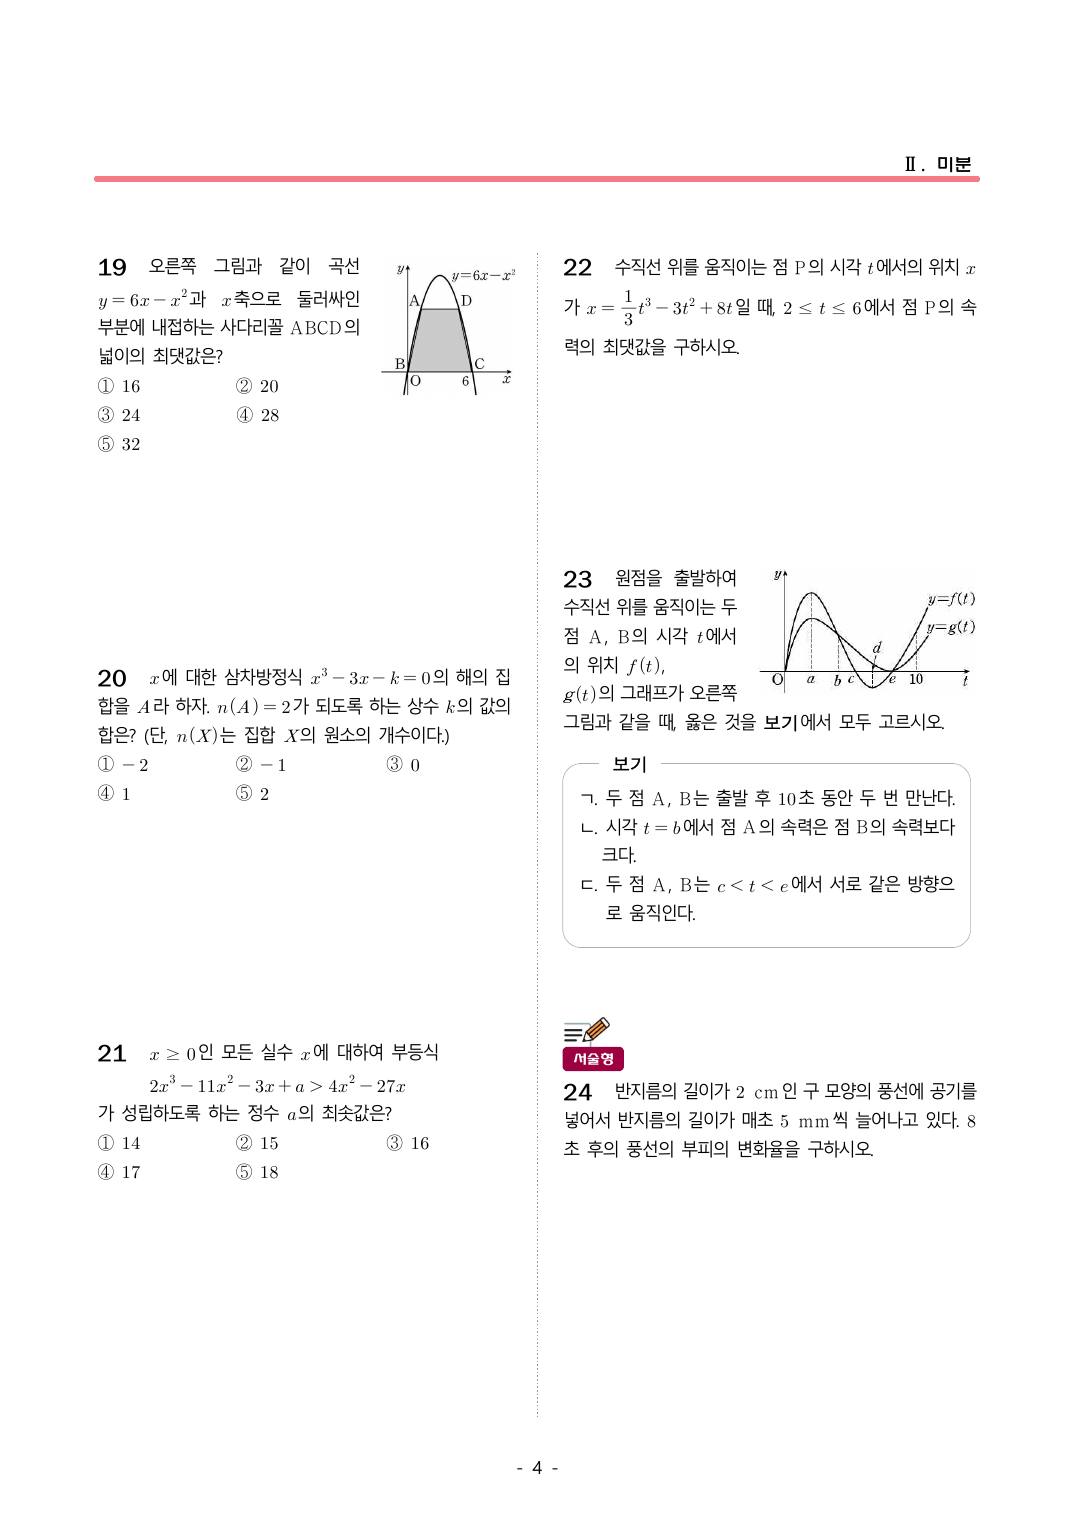 Ⅱ. 미분
19 오른쪽 그림과 같이 곡선
y=6x-x²과 x축으로 둘러싸인
부분에 내접하는 사다리꼴 ABCD의
넓이의 최댓값은?
① 16 ② 20
③ 24 ④ 28
⑤ 32
y
y=6x-x²
A D
B C
O 6 x
20 x에 대한 삼차방정식 x³-3x-k=0의 해의 집
합을 A라 하자. n(A)=2가 되도록 하는 상수 k의 값의
합은? (단, n(X)는 집합 X의 원소의 개수이다.)
① -2 ② -1 ③ 0
④ 1 ⑤ 2
21 x≥0인 모든 실수 x에 대하여 부등식
2x³-11x²-3x+a>4x²-27x
가 성립하도록 하는 정수 a의 최솟값은?
① 14 ② 15 ③ 16
④ 17 ⑤ 18
22 수직선 위를 움직이는 점 P의 시각 t에서의 위치 x
가 x=1/3t³-3t²+8t일 때, 2≤t≤6에서 점 P의 속
력의 최댓값을 구하시오.
23 원점을 출발하여
수직선 위를 움직이는 두
점 A, B의 시각 t에서
의 위치 f(t),
g(t)의 그래프가 오른쪽
그림과 같을 때, 옳은 것을 보기에서 모두 고르시오.
y
y=f(t)
y=g(t)
d
O a b c e 10 t
보기
ㄱ. 두 점 A, B는 출발 후 10초 동안 두 번 만난다.
ㄴ. 시각 t=b에서 점 A의 속력은 점 B의 속력보다
크다.
ㄷ. 두 점 A, B는 c<t<e에서 서로 같은 방향으
로 움직인다.
서술형
24 반지름의 길이가 2 cm인 구 모양의 풍선에 공기를
넣어서 반지름의 길이가 매초 5 mm씩 늘어나고 있다. 8
초 후의 풍선의 부피의 변화율을 구하시오.
- 4 -